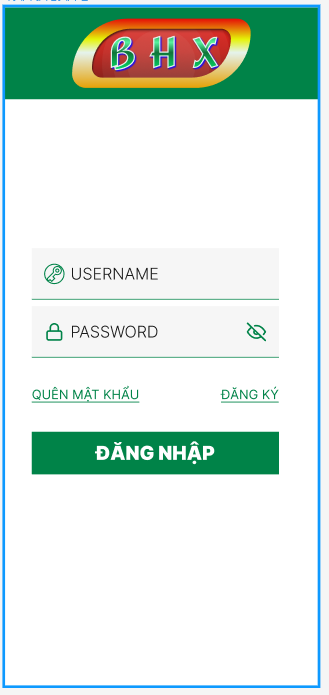 BHX
USERNAME
PASSWORD
QUÊN MẬT KHẨU ĐĂNG KÝ
ĐĂNG NHẬP